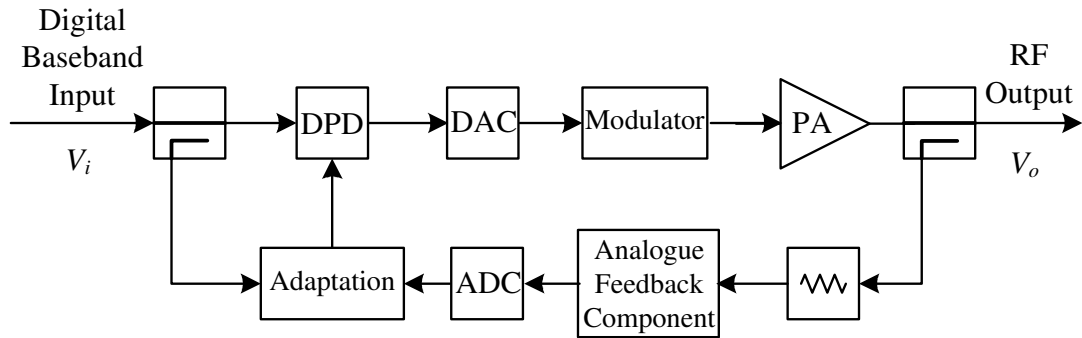 Digital
Baseband
Input
V_i
DPD
DAC
Modulator
PA
RF
Output
V_o
Adaptation
ADC
Analogue
Feedback
Component